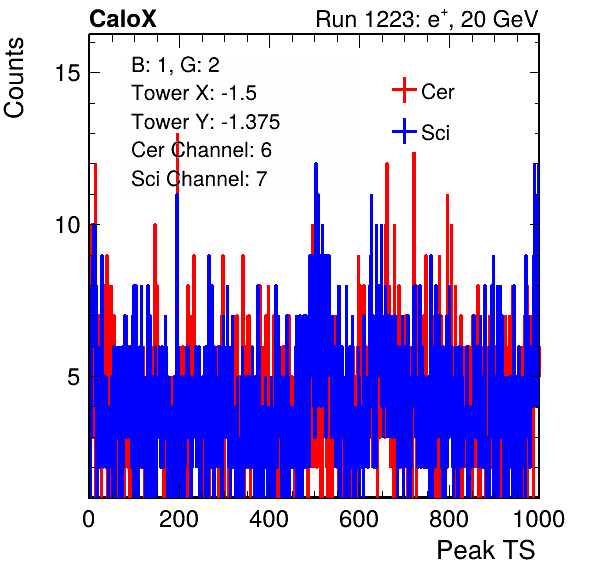 CaloX
Run 1223: e+, 20 GeV
Counts
B: 1, G: 2
Tower X: -1.5
Tower Y: -1.375
Cer Channel: 6
Sci Channel: 7
Cer
Sci
15
10
5
0 200 400 600 800 1000
Peak TS